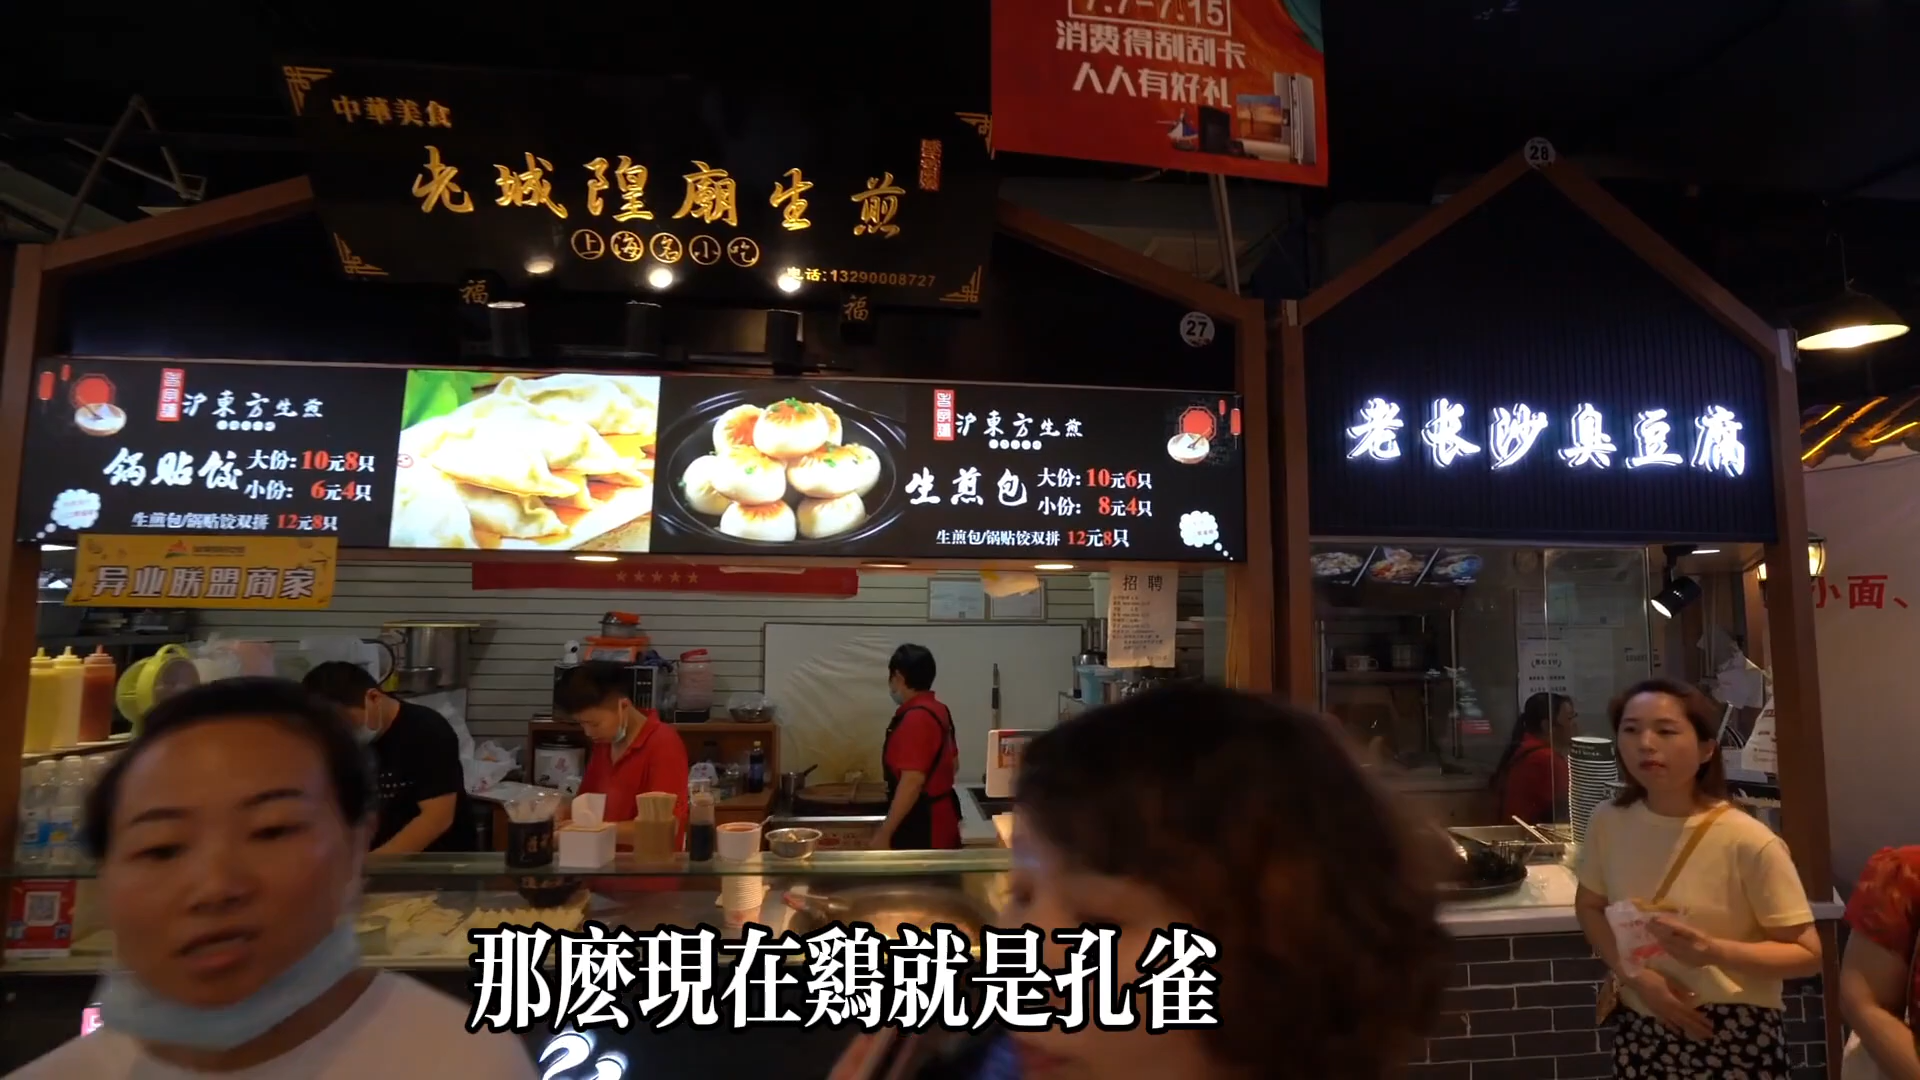 7.7-7.15
消费得刮刮卡
人人有好礼
中華美食
老城隍廟生煎
上海名小吃
电话:13290008727
福
福
27
28
沪東方生煎
锅贴饺
大份: 10元8只
小份: 6元4只
生煎包/锅贴饺双拼 12元8只
沪東方生煎
生煎包
大份: 10元6只
小份: 8元4只
生煎包/锅贴饺双拼 12元8只
老长沙臭豆腐
异业联盟商家
招聘
小面、
那麼現在鷄就是孔雀